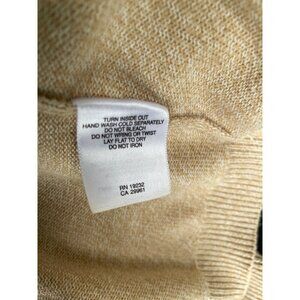 TURN INSIDE OUT
HAND WASH COLD SEPARATELY
DO NOT BLEACH
DO NOT WRING OR TWIST
LAY FLAT TO DRY
DO NOT IRON
RN 19232
CA 29961